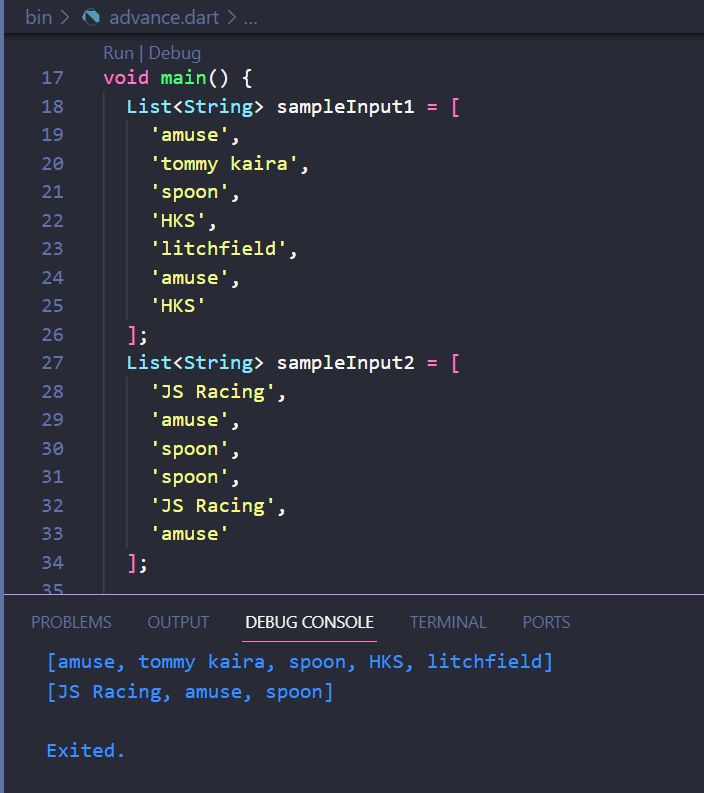 bin > advance.dart > ...
Run | Debug
17 void main() {
18 List<String> sampleInput1 = [
19 'amuse',
20 'tommy kaira',
21 'spoon',
22 'HKS',
23 'litchfield',
24 'amuse',
25 'HKS'
26 ];
27 List<String> sampleInput2 = [
28 'JS Racing',
29 'amuse',
30 'spoon',
31 'spoon',
32 'JS Racing',
33 'amuse'
34 ];
35
PROBLEMS OUTPUT DEBUG CONSOLE TERMINAL PORTS
[amuse, tommy kaira, spoon, HKS, litchfield]
[JS Racing, amuse, spoon]
Exited.